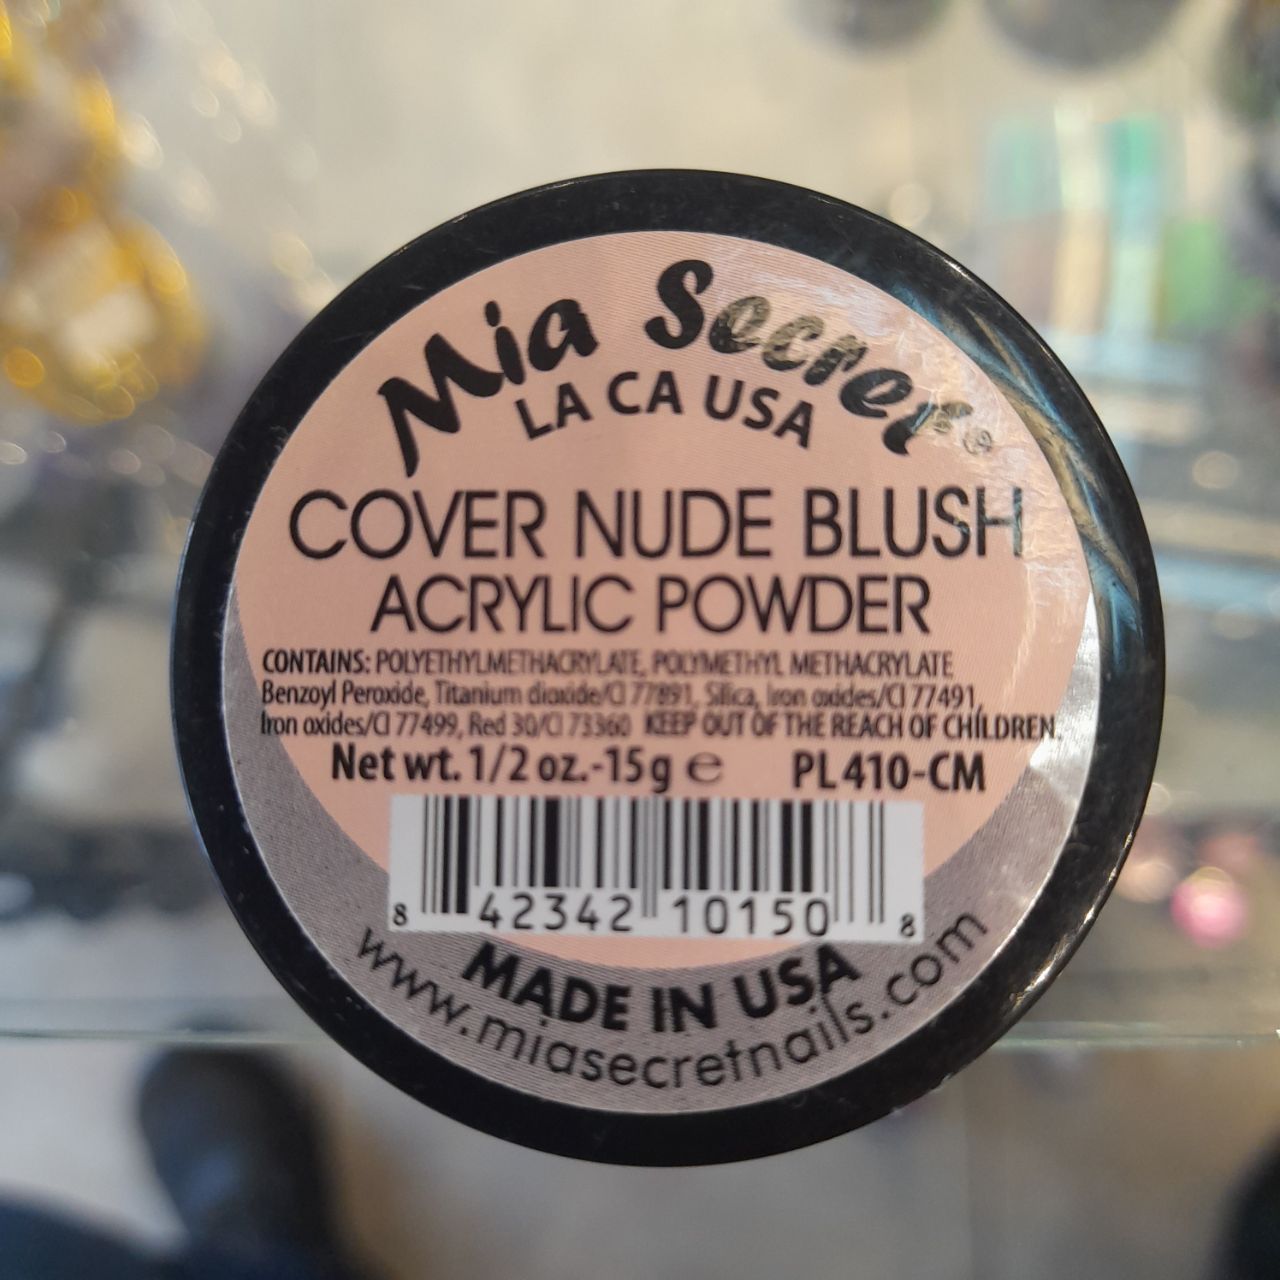 Mia Secret®
LA CA USA
COVER NUDE BLUSH
ACRYLIC POWDER
CONTAINS: POLYETHYLMETHACRYLATE, POLYMETHYL METHACRYLATE
Benzoyl Peroxide, Titanium dioxide/CI 77891, Silica, Iron oxides/CI 77491,
Iron oxides/CI 77499, Red 30/CI 73360 KEEP OUT OF THE REACH OF CHILDREN.
Net wt. 1/2 oz.-15g ℮ PL410-CM
8 42342 10150 8
MADE IN USA
www.miasecretnails.com